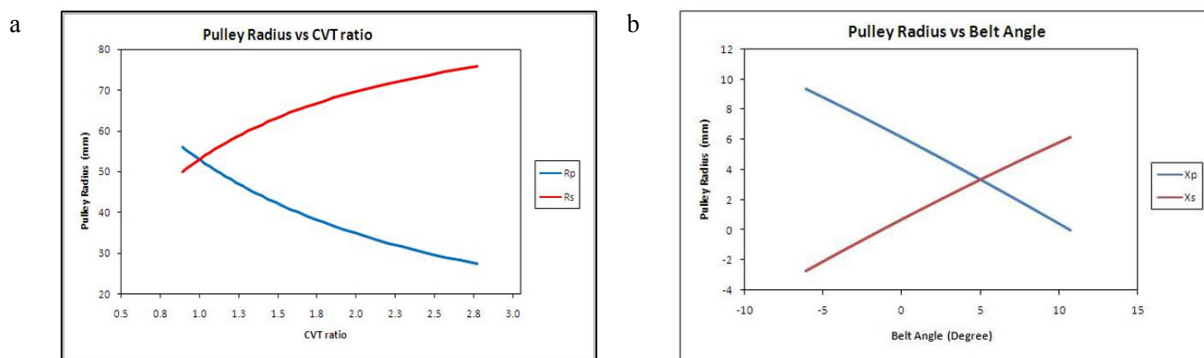 a
Pulley Radius vs CVT ratio
Pulley Radius (mm)
80
70
60
50
40
30
20
0.5
0.8
1.0
1.3
1.5
1.8
2.0
2.3
2.5
2.8
3.0
CVT ratio
Rp
Rs
b
Pulley Radius vs Belt Angle
Pulley Radius (mm)
12
10
8
6
4
2
0
-2
-4
-10
-5
0
5
10
15
Belt Angle (Degree)
Xp
Xs